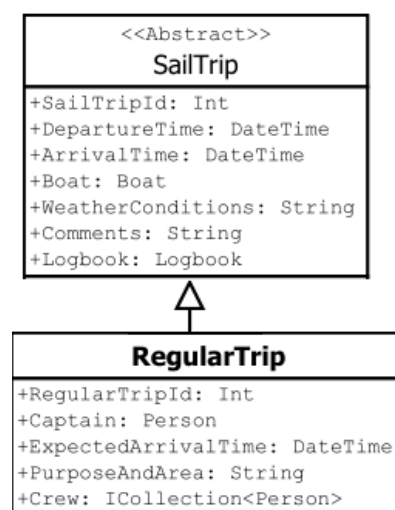 <<Abstract>>
SailTrip
+SailTripId: Int
+DepartureTime: DateTime
+ArrivalTime: DateTime
+Boat: Boat
+WeatherConditions: String
+Comments: String
+Logbook: Logbook
RegularTrip
+RegularTripId: Int
+Captain: Person
+ExpectedArrivalTime: DateTime
+PurposeAndArea: String
+Crew: ICollection<Person>